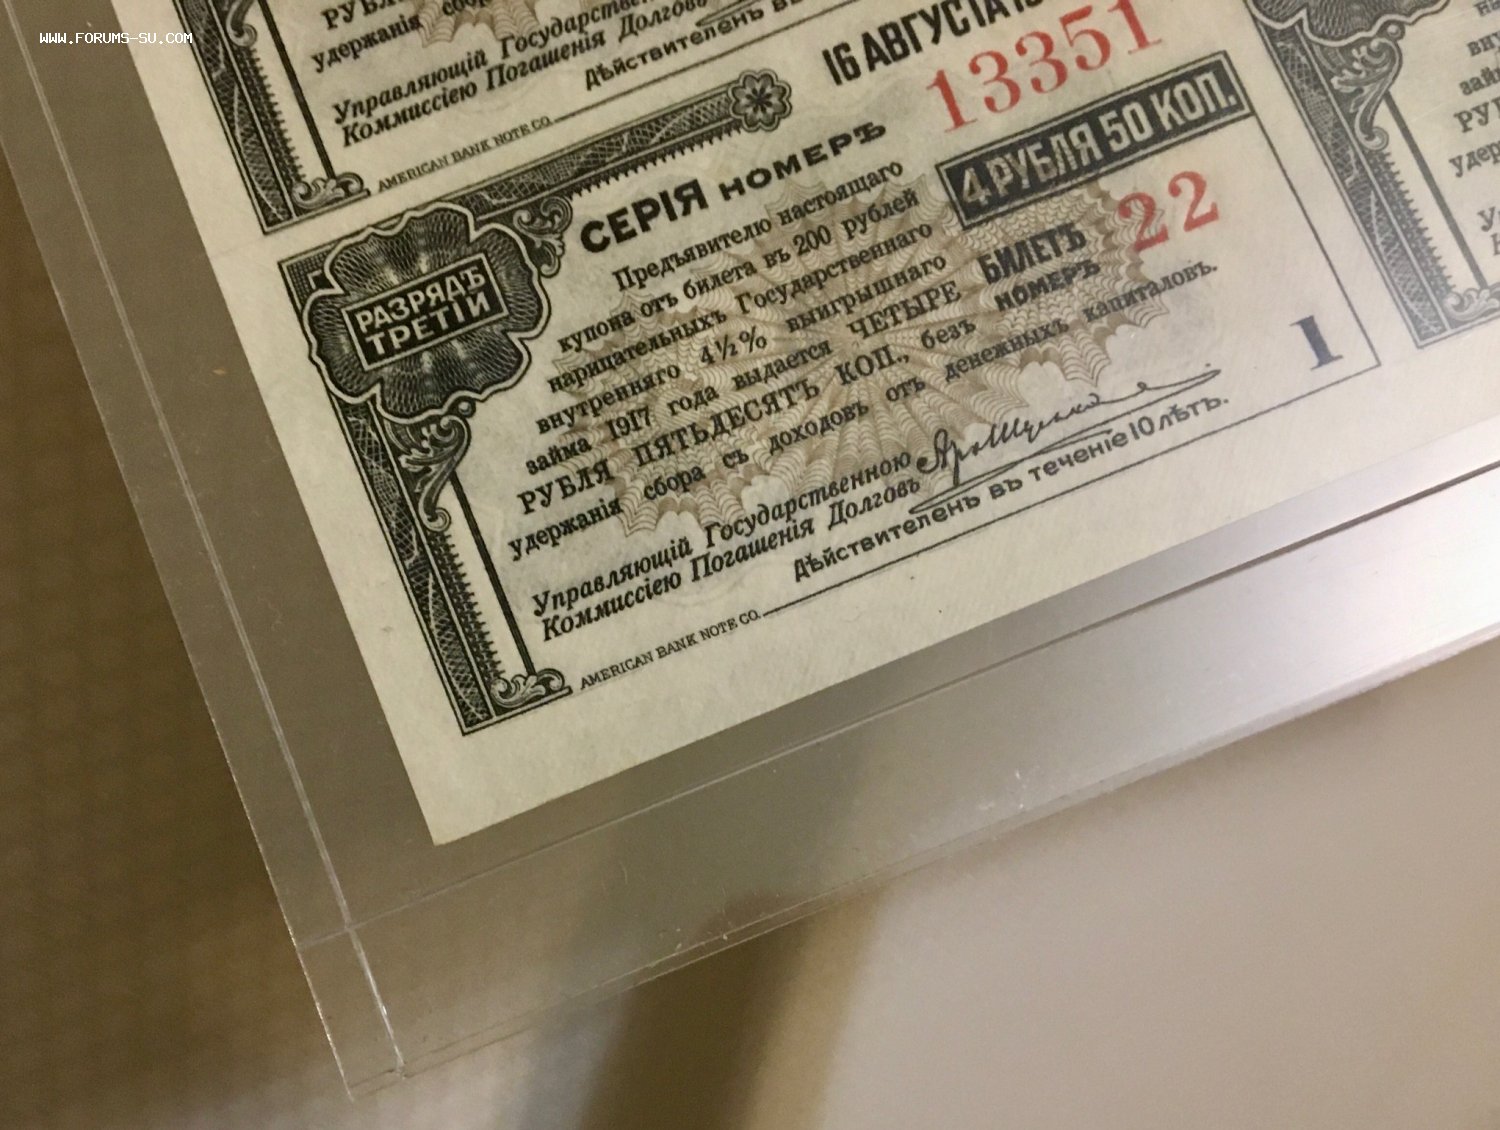 WWW.FORUMS-SU.COM
удержанія
Управляющій
Коммиссіею Погашенія Долговъ
Дѣйствителенъ
AMERICAN BANK NOTE CO.
16 АВГУСТА
СЕРІЯ НОМЕРЪ 13351
4 РУБЛЯ 50 КОП.
РАЗРЯДЪ
ТРЕТІЙ
Предъявителю настоящаго
купона отъ билета въ 200 рублей
нарицательныхъ Государственнаго
внутренняго 4½% выигрышнаго
займа 1917 года выдается ЧЕТЫРЕ
РУБЛЯ ПЯТЬДЕСЯТЪ КОП., безъ
удержанія сбора съ доходовъ отъ денежныхъ капиталовъ.
БИЛЕТЪ
НОМЕРЪ
22
1
Управляющій Государственною
Коммиссіею Погашенія Долговъ
Дѣйствителенъ въ теченіе 10 лѣтъ.
AMERICAN BANK NOTE CO.